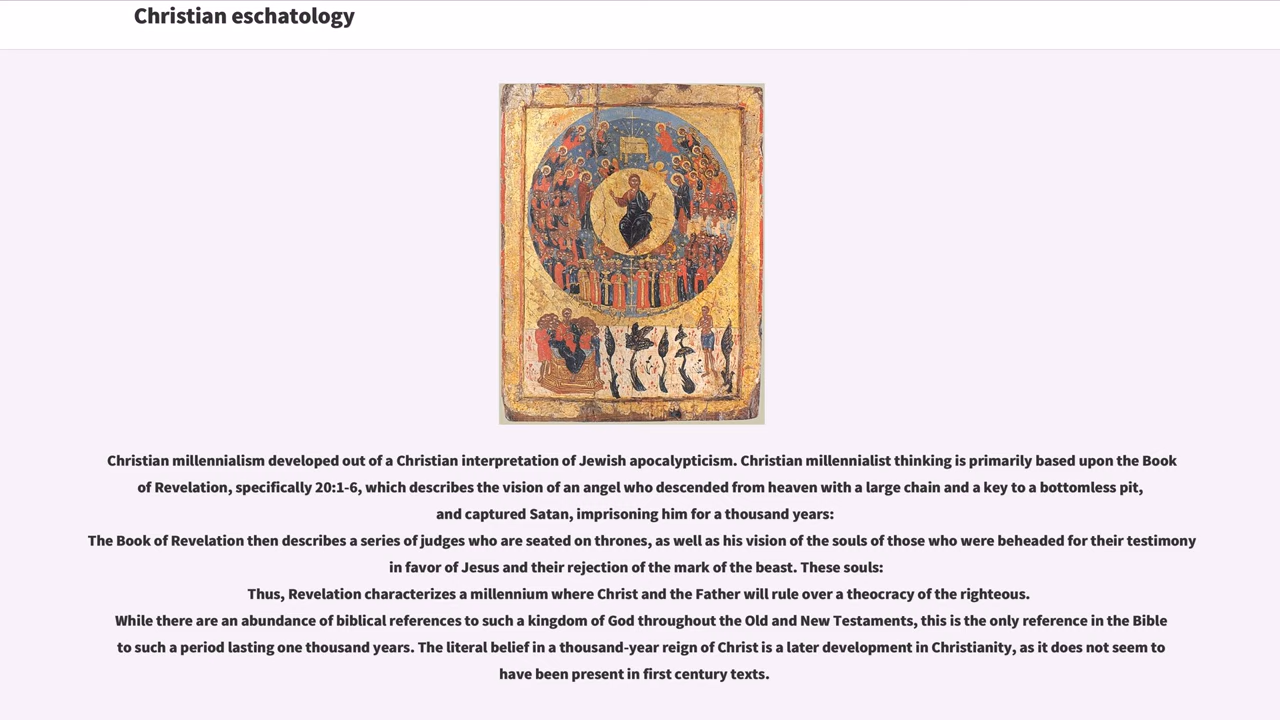 Christian eschatology
Christian millennialism developed out of a Christian interpretation of Jewish apocalypticism. Christian millennialist thinking is primarily based upon the Book
of Revelation, specifically 20:1-6, which describes the vision of an angel who descended from heaven with a large chain and a key to a bottomless pit,
and captured Satan, imprisoning him for a thousand years:
The Book of Revelation then describes a series of judges who are seated on thrones, as well as his vision of the souls of those who were beheaded for their testimony
in favor of Jesus and their rejection of the mark of the beast. These souls:
Thus, Revelation characterizes a millennium where Christ and the Father will rule over a theocracy of the righteous.
While there are an abundance of biblical references to such a kingdom of God throughout the Old and New Testaments, this is the only reference in the Bible
to such a period lasting one thousand years. The literal belief in a thousand-year reign of Christ is a later development in Christianity, as it does not seem to
have been present in first century texts.